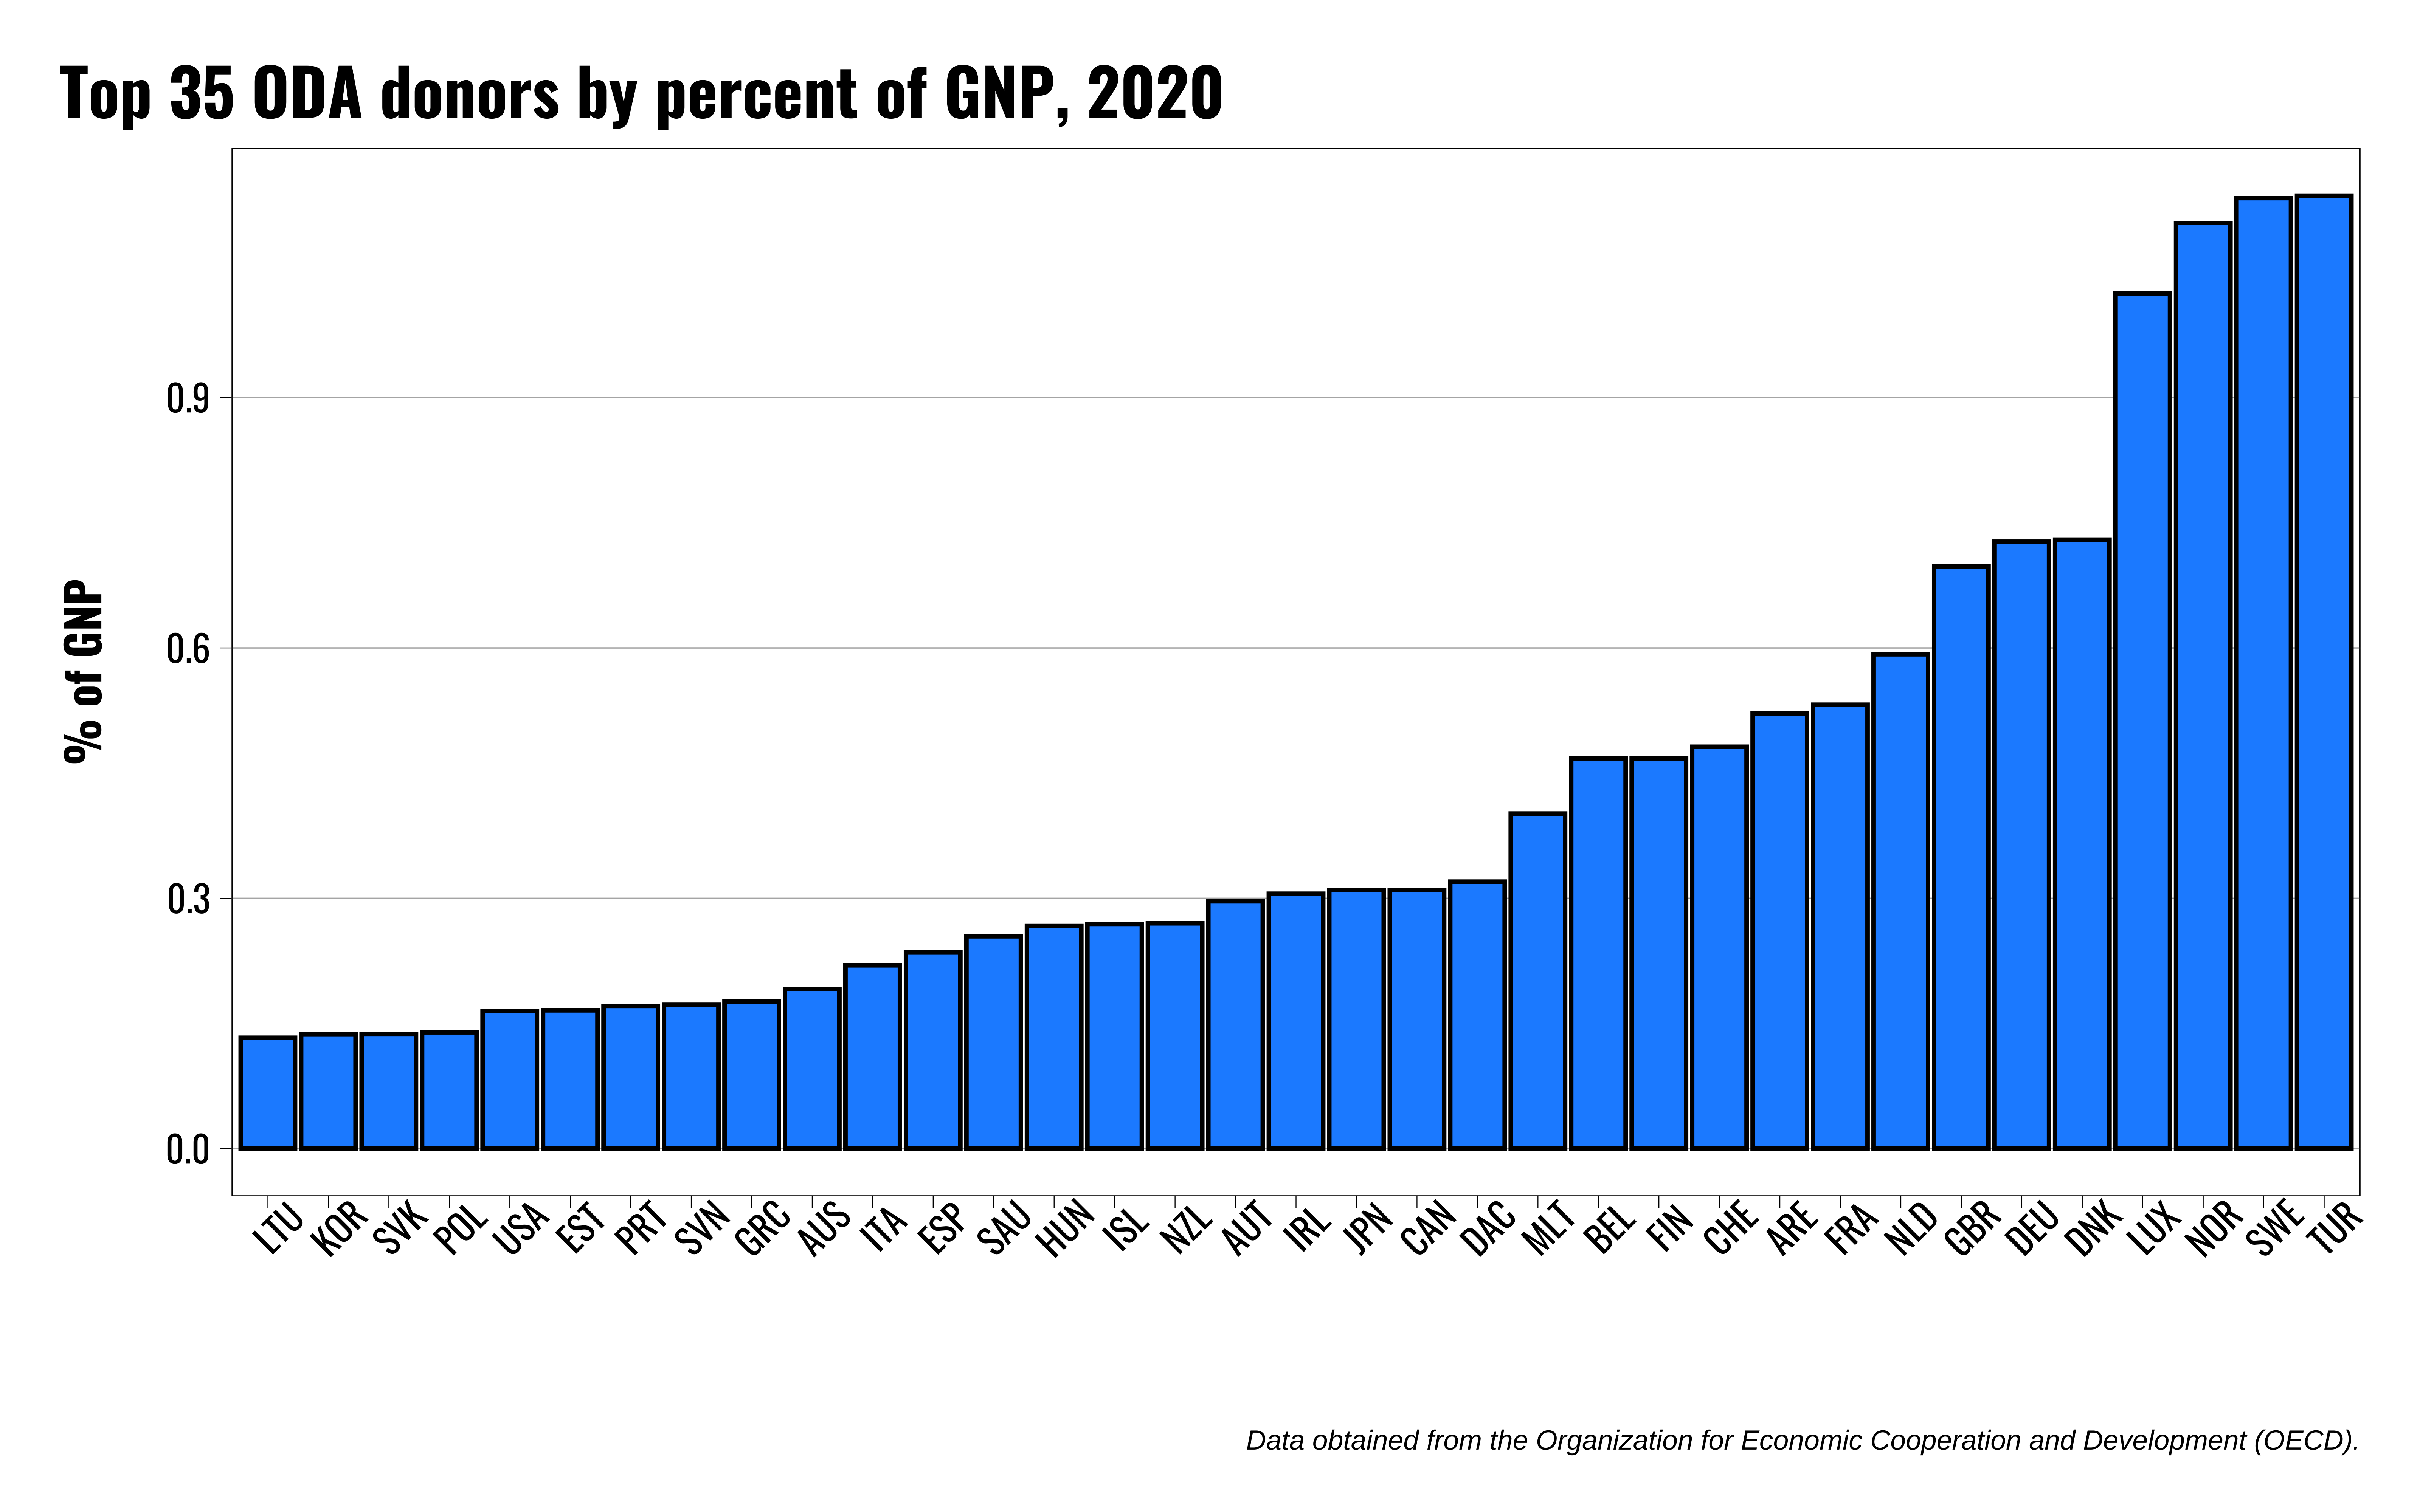 Top 35 ODA donors by percent of GNP, 2020
% of GNP
0.9
0.6
0.3
0.0
LTU KOR SVK POL USA EST PRT SVN GRC AUS ITA ESP SAU HUN ISL NZL AUT IRL JPN CAN DAC MLT BEL FIN CHE ARE FRA NLD GBR DEU DNK LUX NOR SWE TUR
Data obtained from the Organization for Economic Cooperation and Development (OECD).